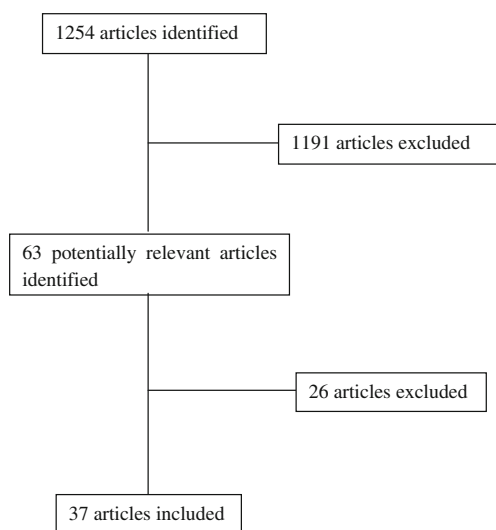 1254 articles identified
1191 articles excluded
63 potentially relevant articles
identified
26 articles excluded
37 articles included